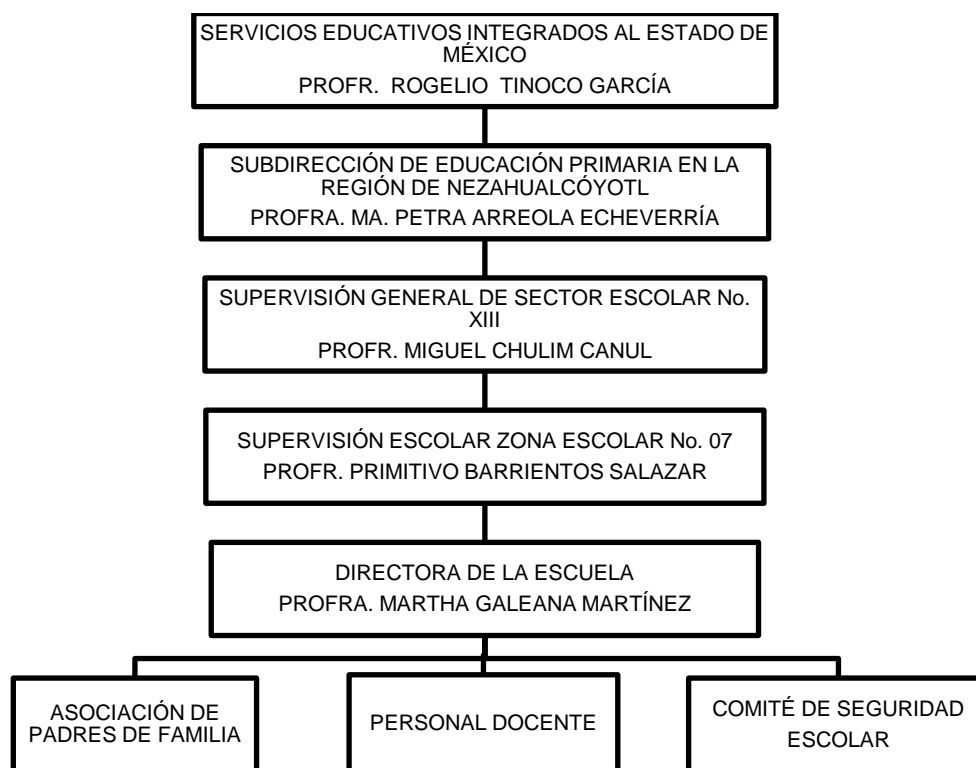 SERVICIOS EDUCATIVOS INTEGRADOS AL ESTADO DE
MÉXICO
PROFR. ROGELIO TINOCO GARCÍA
SUBDIRECCIÓN DE EDUCACIÓN PRIMARIA EN LA
REGIÓN DE NEZAHUALCÓYOTL
PROFRA. MA. PETRA ARREOLA ECHEVERRÍA
SUPERVISIÓN GENERAL DE SECTOR ESCOLAR No.
XIII
PROFR. MIGUEL CHULIM CANUL
SUPERVISIÓN ESCOLAR ZONA ESCOLAR No. 07
PROFR. PRIMITIVO BARRIENTOS SALAZAR
DIRECTORA DE LA ESCUELA
PROFRA. MARTHA GALEANA MARTÍNEZ
ASOCIACIÓN DE
PADRES DE FAMILIA
PERSONAL DOCENTE
COMITÉ DE SEGURIDAD
ESCOLAR